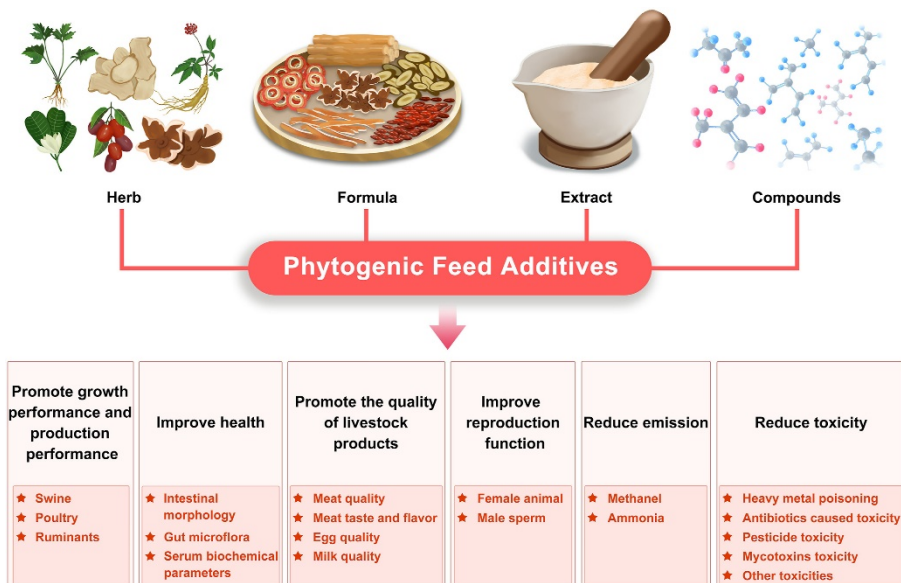 Herb
Formula
Extract
Compounds
Phytogenic Feed Additives
Promote growth
performance and
production
performance
Swine
Poultry
Ruminants
Improve health
Intestinal
morphology
Gut microflora
Serum biochemical
parameters
Promote the quality
of livestock
products
Meat quality
Meat taste and flavor
Egg quality
Milk quality
Improve
reproduction
function
Female animal
Male sperm
Reduce emission
Methanel
Ammonia
Reduce toxicity
Heavy metal poisoning
Antibiotics caused toxicity
Pesticide toxicity
Mycotoxins toxicity
Other toxicities